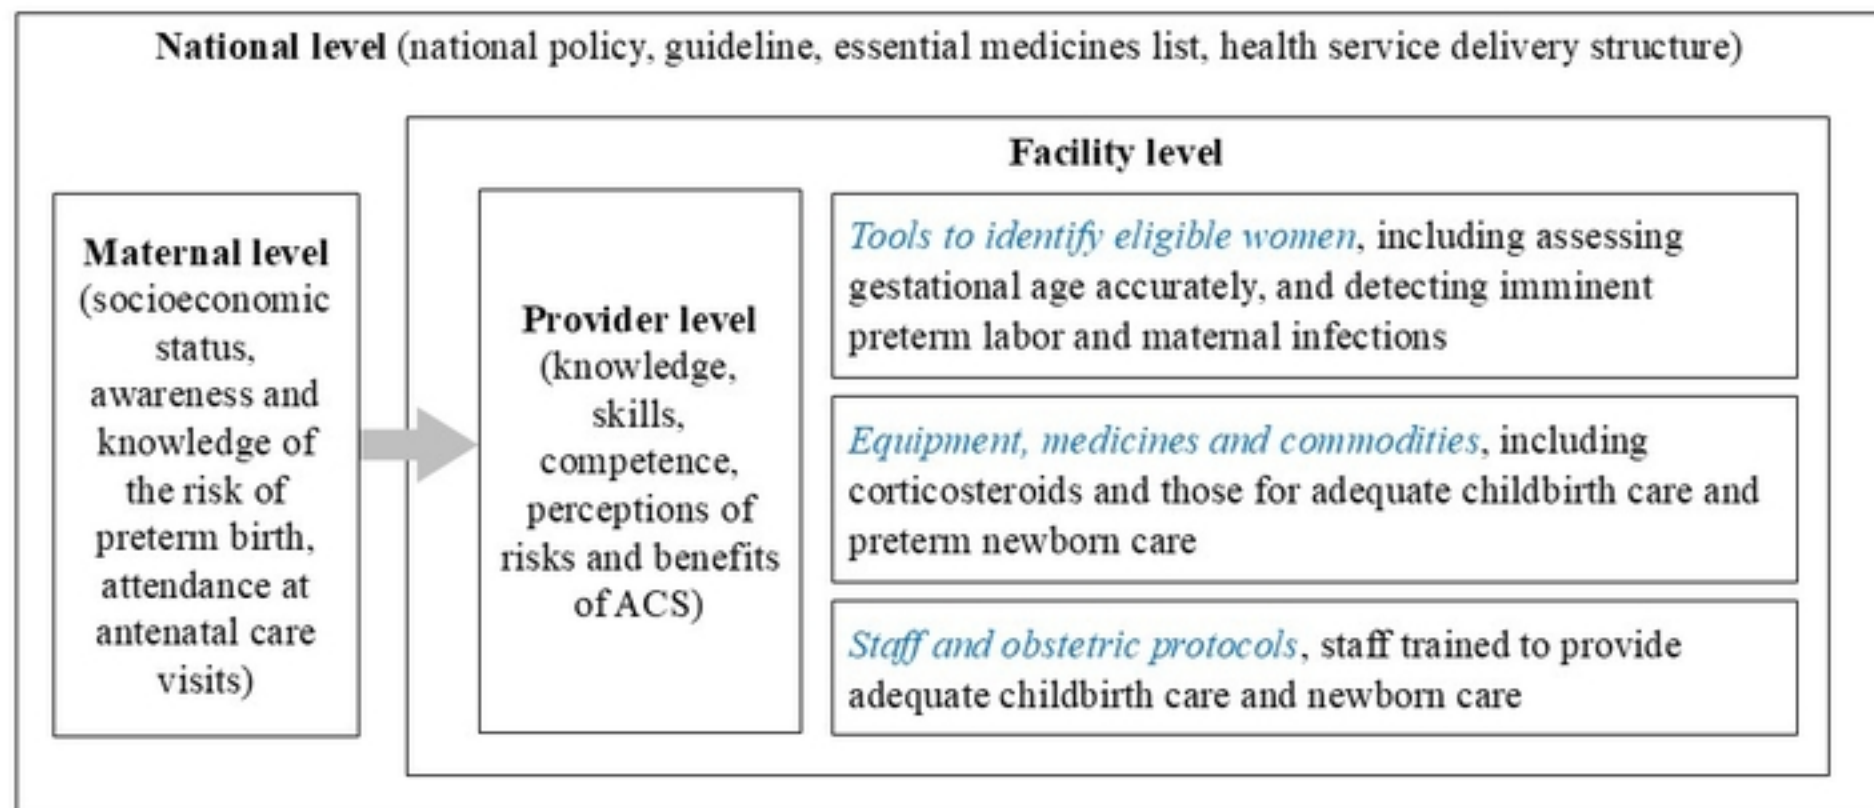 National level (national policy, guideline, essential medicines list, health service delivery structure)
Maternal level
(socioeconomic
status,
awareness and
knowledge of
the risk of
preterm birth,
attendance at
antenatal care
visits)
Facility level
Provider level
(knowledge,
skills,
competence,
perceptions of
risks and benefits
of ACS)
Tools to identify eligible women, including assessing
gestational age accurately, and detecting imminent
preterm labor and maternal infections
Equipment, medicines and commodities, including
corticosteroids and those for adequate childbirth care and
preterm newborn care
Staff and obstetric protocols, staff trained to provide
adequate childbirth care and newborn care